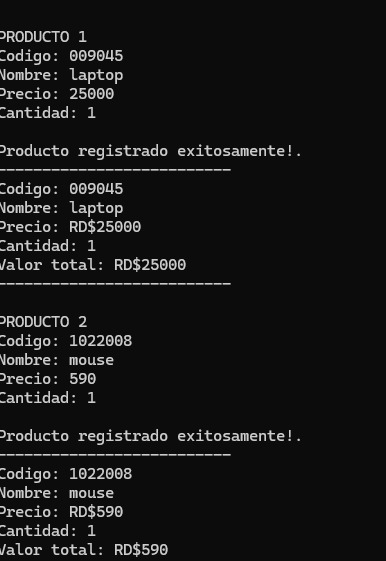 PRODUCTO 1
Codigo: 009045
Nombre: laptop
Precio: 25000
Cantidad: 1
Producto registrado exitosamente!.
--------------------------
Codigo: 009045
Nombre: laptop
Precio: RD$25000
Cantidad: 1
Valor total: RD$25000
--------------------------
PRODUCTO 2
Codigo: 1022008
Nombre: mouse
Precio: 590
Cantidad: 1
Producto registrado exitosamente!.
--------------------------
Codigo: 1022008
Nombre: mouse
Precio: RD$590
Cantidad: 1
Valor total: RD$590